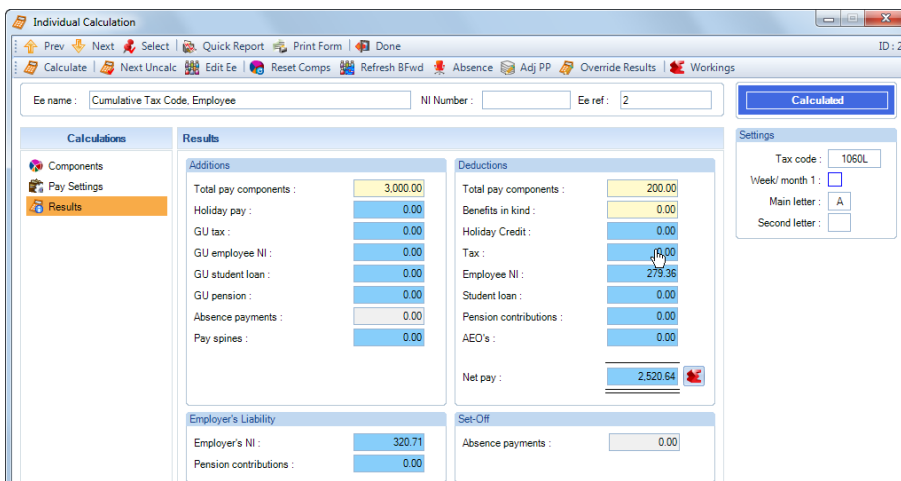 Individual Calculation
Prev Next Select Quick Report Print Form Done ID : 2
Calculate Next Uncalc Edit Ee Reset Comps Refresh BFwd Absence Adj PP Override Results Workings
Ee name : Cumulative Tax Code, Employee NI Number : Ee ref : 2 Calculated
Calculations Results Settings
Components
Pay Settings
Results
Additions
Total pay components : 3,000.00
Holiday pay : 0.00
GU tax : 0.00
GU employee NI : 0.00
GU student loan : 0.00
GU pension : 0.00
Absence payments : 0.00
Pay spines : 0.00
Deductions
Total pay components : 200.00
Benefits in kind : 0.00
Holiday Credit : 0.00
Tax : 0.00
Employee NI : 279.36
Student loan : 0.00
Pension contributions : 0.00
AEO's : 0.00
Net pay : 2,520.64
Tax code : 1060L
Week/ month 1 :
Main letter : A
Second letter :
Employer's Liability
Employer's NI : 320.71
Pension contributions : 0.00
Set-Off
Absence payments : 0.00